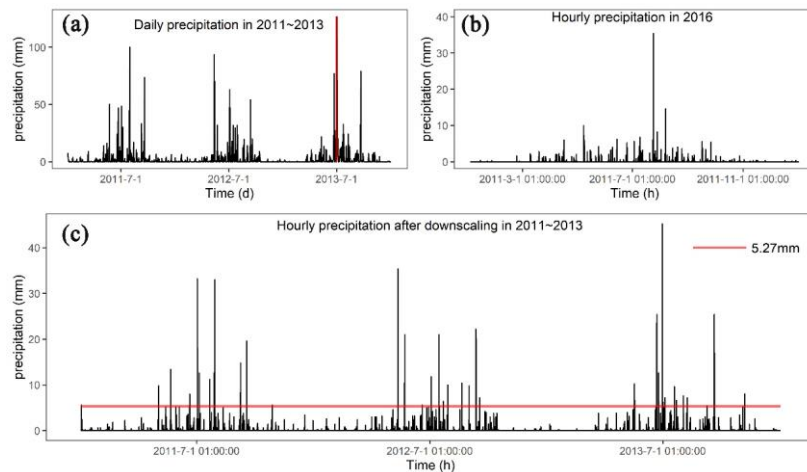 (a)
Daily precipitation in 2011~2013
precipitation (mm)
100
50
0
2011-7-1
2012-7-1
2013-7-1
Time (d)
(b)
Hourly precipitation in 2016
precipitation (mm)
40
30
20
10
0
2011-3-1 01:00:00
2011-7-1 01:00:00
2011-11-1 01:00:00
Time (h)
(c)
Hourly precipitation after downscaling in 2011~2013
5.27mm
precipitation (mm)
40
30
20
10
0
2011-7-1 01:00:00
2012-7-1 01:00:00
2013-7-1 01:00:00
Time (h)